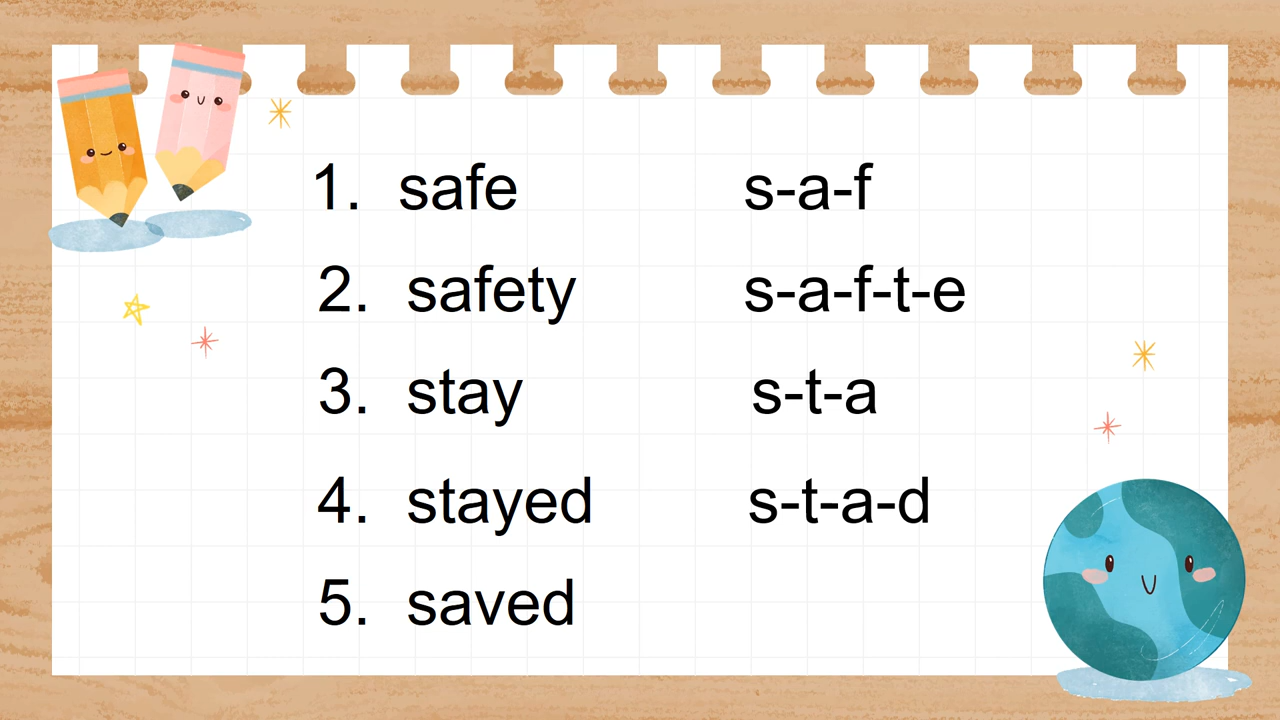 1. safe s-a-f
2. safety s-a-f-t-e
3. stay s-t-a
4. stayed s-t-a-d
5. saved